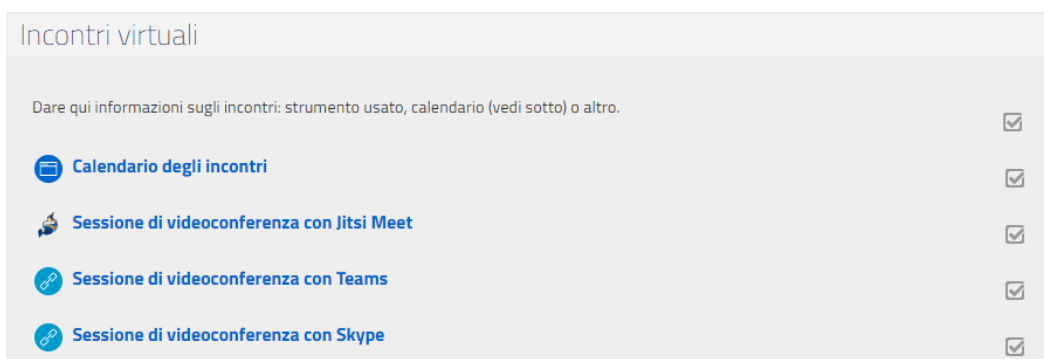 Incontri virtuali
Dare qui informazioni sugli incontri: strumento usato, calendario (vedi sotto) o altro.
Calendario degli incontri
Sessione di videoconferenza con Jitsi Meet
Sessione di videoconferenza con Teams
Sessione di videoconferenza con Skype